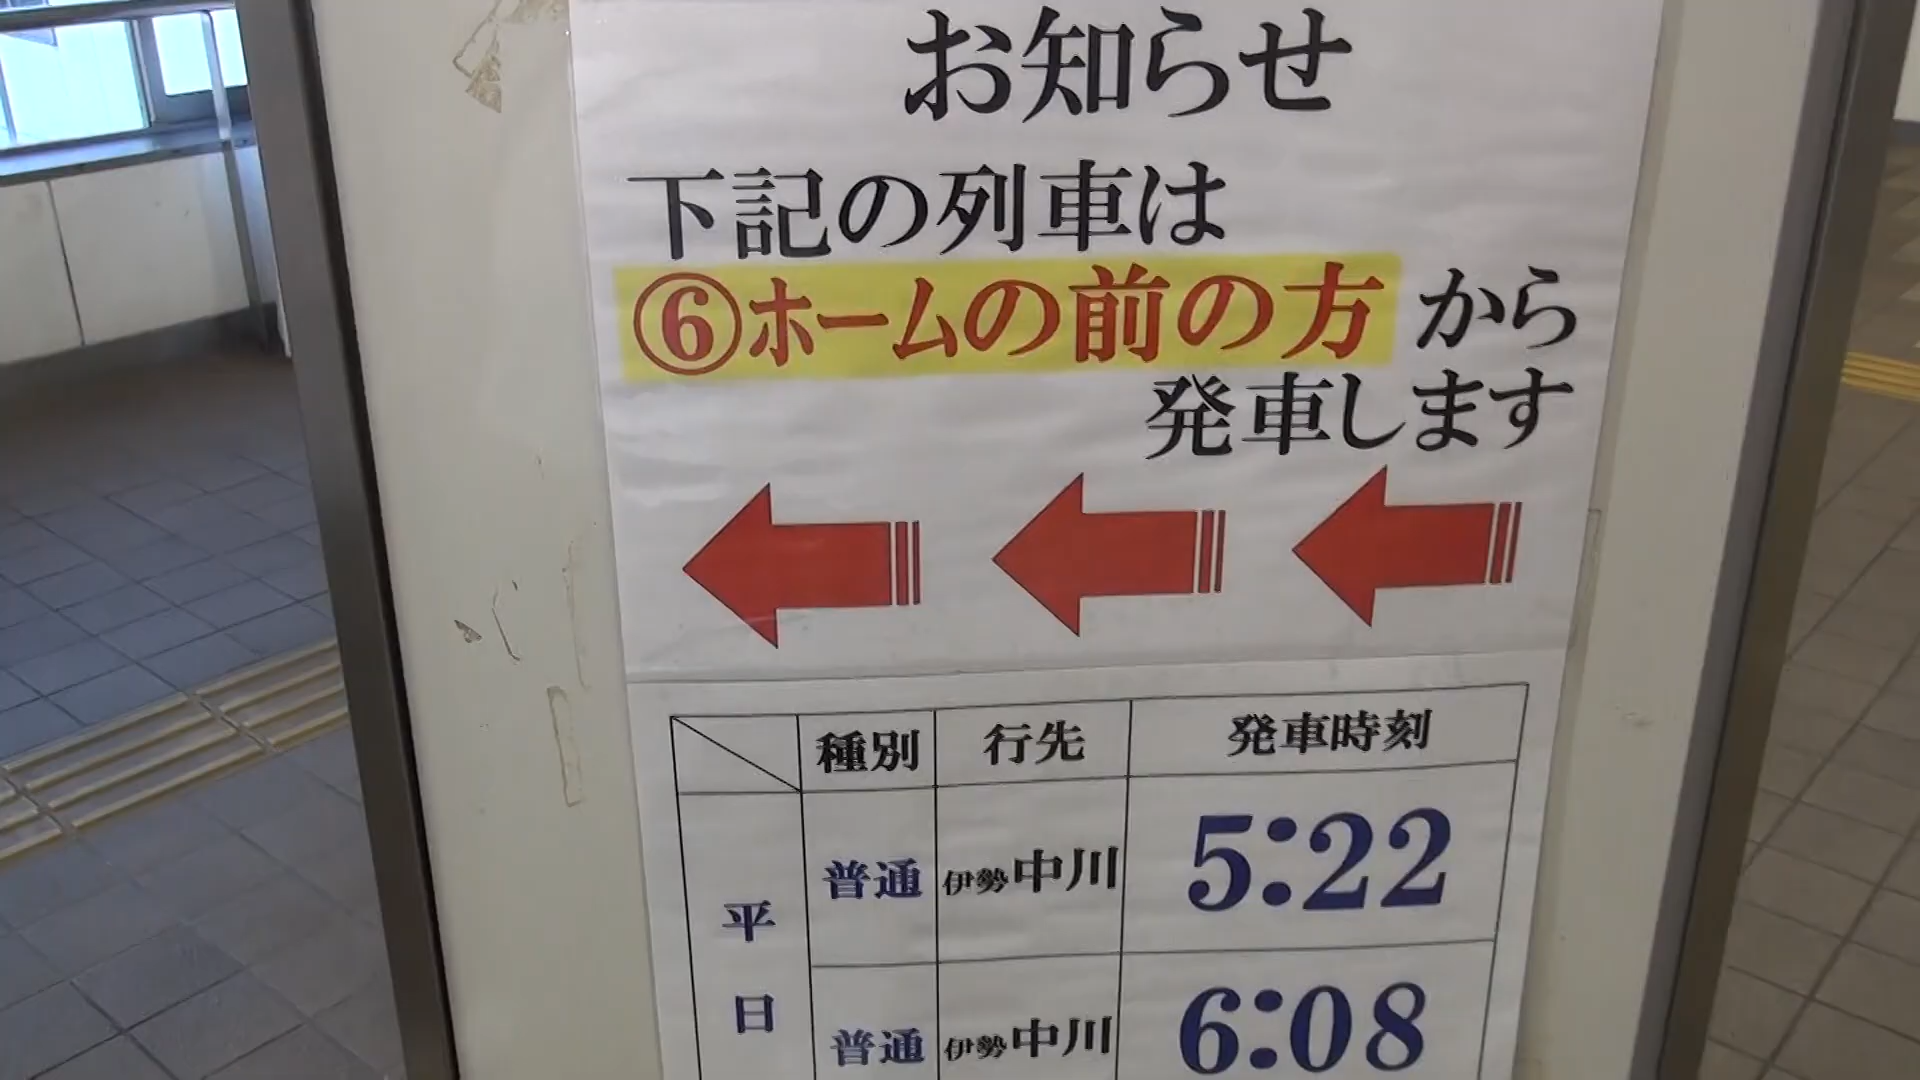 お知らせ
下記の列車は
⑥ホームの前の方から
発車します
種別 行先 発車時刻
平日
普通 伊勢中川 5:22
普通 伊勢中川 6:08